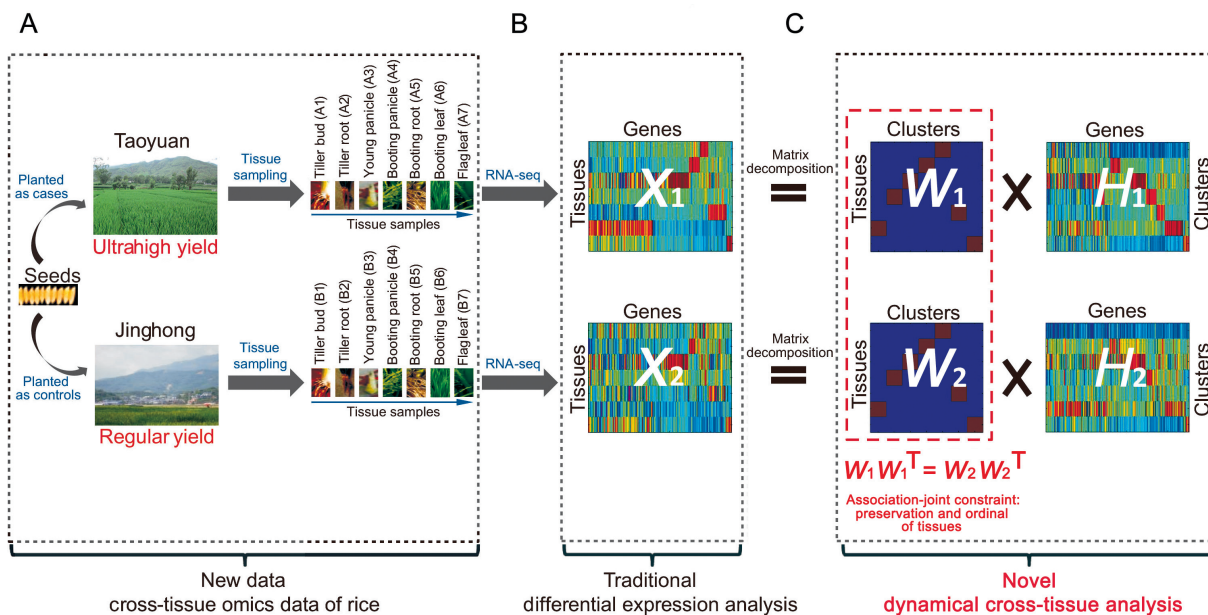 A
B
C
Taoyuan
Planted
as cases
Ultrahigh yield
Seeds
Jinghong
Planted
as controls
Regular yield
Tissue
sampling
Tiller bud (A1)
Tiller root (A2)
Young panicle (A3)
Booting panicle (A4)
Booting root (A5)
Booting leaf (A6)
Flagleaf (A7)
Tissue samples
RNA-seq
Tissue
sampling
Tiller bud (B1)
Tiller root (B2)
Young panicle (B3)
Booting panicle (B4)
Booting root (B5)
Booting leaf (B6)
Flagleaf (B7)
Tissue samples
RNA-seq
Genes
Tissues
X1
Genes
Tissues
X2
Matrix
decomposition
=
Matrix
decomposition
=
Clusters
Tissues
W1
X
Genes
H1
Clusters
Clusters
Tissues
W2
X
Genes
H2
Clusters
W1 W1^T = W2 W2^T
Association-joint constraint:
preservation and ordinal
of tissues
New data
cross-tissue omics data of rice
Traditional
differential expression analysis
Novel
dynamical cross-tissue analysis